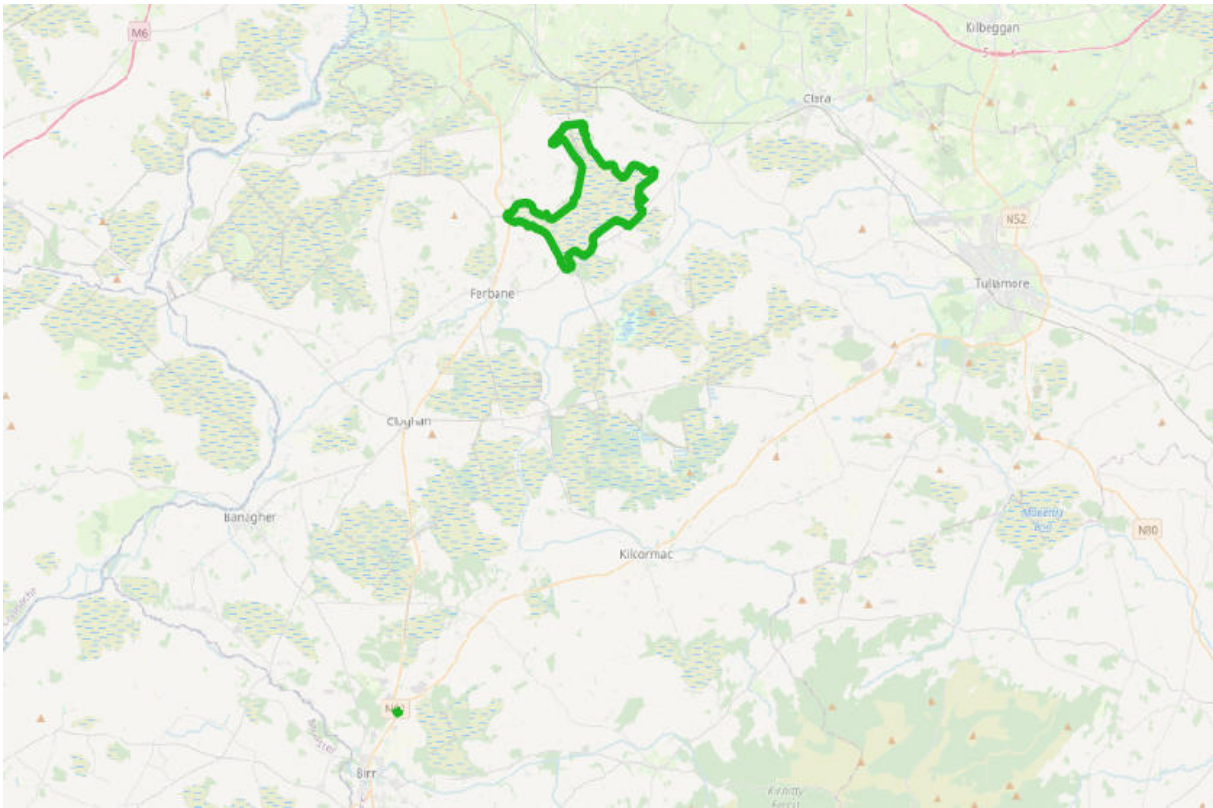 M6
Kilbeggan
Clara
N52
Tullamore
Ferbane
Cloghan
Banagher
N80
Kilcormac
Birr